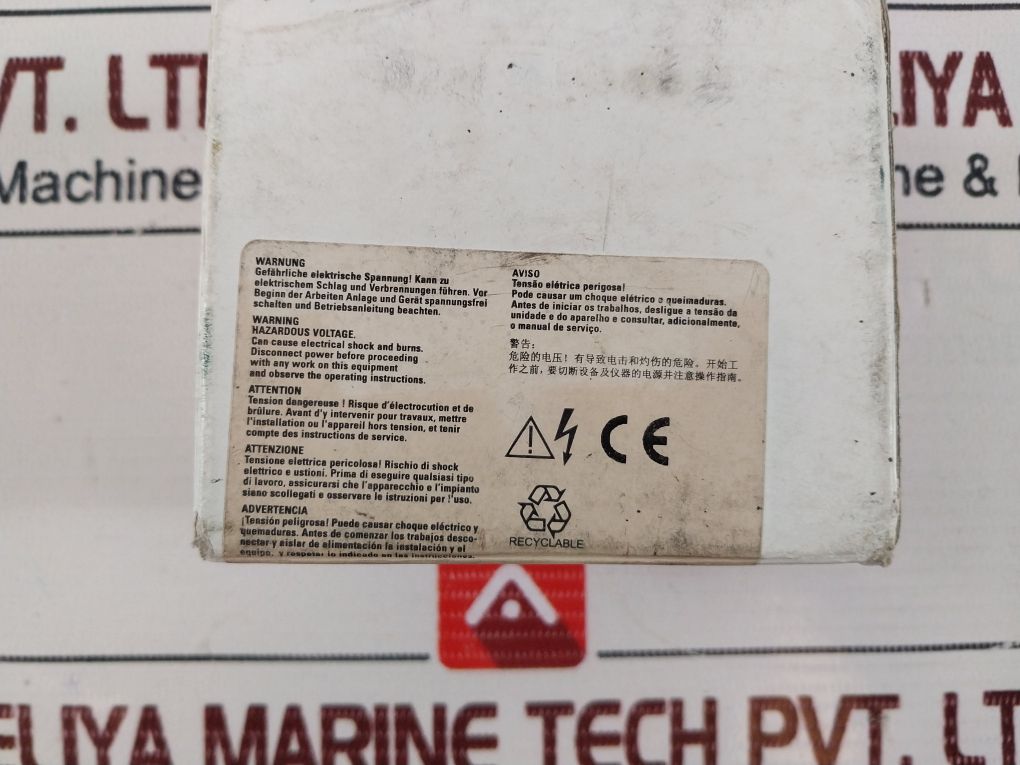 VT. LT
IYA
Machine
ne &
WARNUNG
Gefährliche elektrische Spannung! Kann zu
elektrischem Schlag und Verbrennungen führen. Vor
Beginn der Arbeiten Anlage und Gerät spannungsfrei
schalten und Betriebsanleitung beachten.
WARNING
HAZARDOUS VOLTAGE.
Can cause electrical shock and burns.
Disconnect power before proceeding
with any work on this equipment
and observe the operating instructions.
ATTENTION
Tension dangereuse ! Risque d'électrocution et de
brûlure. Avant d'y intervenir pour travaux, mettre
l'installation ou l'appareil hors tension, et tenir
compte des instructions de service.
ATTENZIONE
Tensione elettrica pericolosa! Rischio di shock
elettrico e ustioni. Prima di eseguire qualsiasi tipo
di lavoro, assicurarsi che l'apparecchio e l'impianto
siano scollegati e osservare le istruzioni per l'uso.
ADVERTENCIA
¡Tensión peligrosa! Puede causar choque eléctrico y
quemaduras. Antes de comenzar los trabajos desco-
nectar y aislar de alimentación la instalación y el
equipo, y respetar lo indicado en las instrucciones
AVISO
Tensão elétrica perigosa!
Pode causar um choque elétrico e queimaduras.
Antes de iniciar os trabalhos, desligue a tensão da
unidade e do aparelho e consultar, adicionalmente,
o manual de serviço.
警告:
危险的电压！有导致电击和灼伤的危险。开始工
作之前，要切断设备及仪器的电源并注意操作指南。
CE
RECYCLABLE
ELIYA MARINE TECH PVT. LT